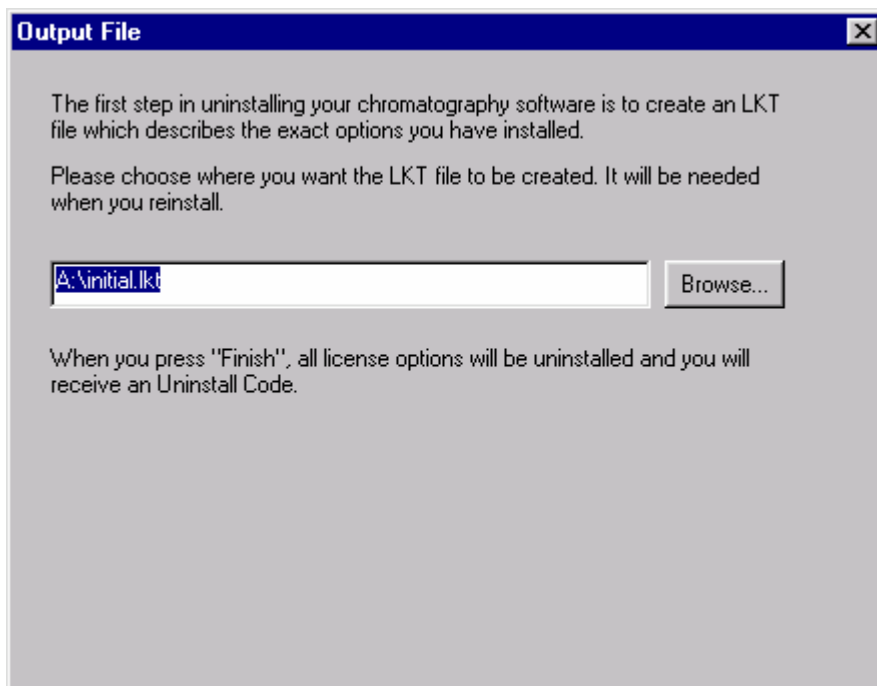 Output File
The first step in uninstalling your chromatography software is to create an LKT
file which describes the exact options you have installed.
Please choose where you want the LKT file to be created. It will be needed
when you reinstall.
A:\initial.lkt
Browse...
When you press "Finish", all license options will be uninstalled and you will
receive an Uninstall Code.